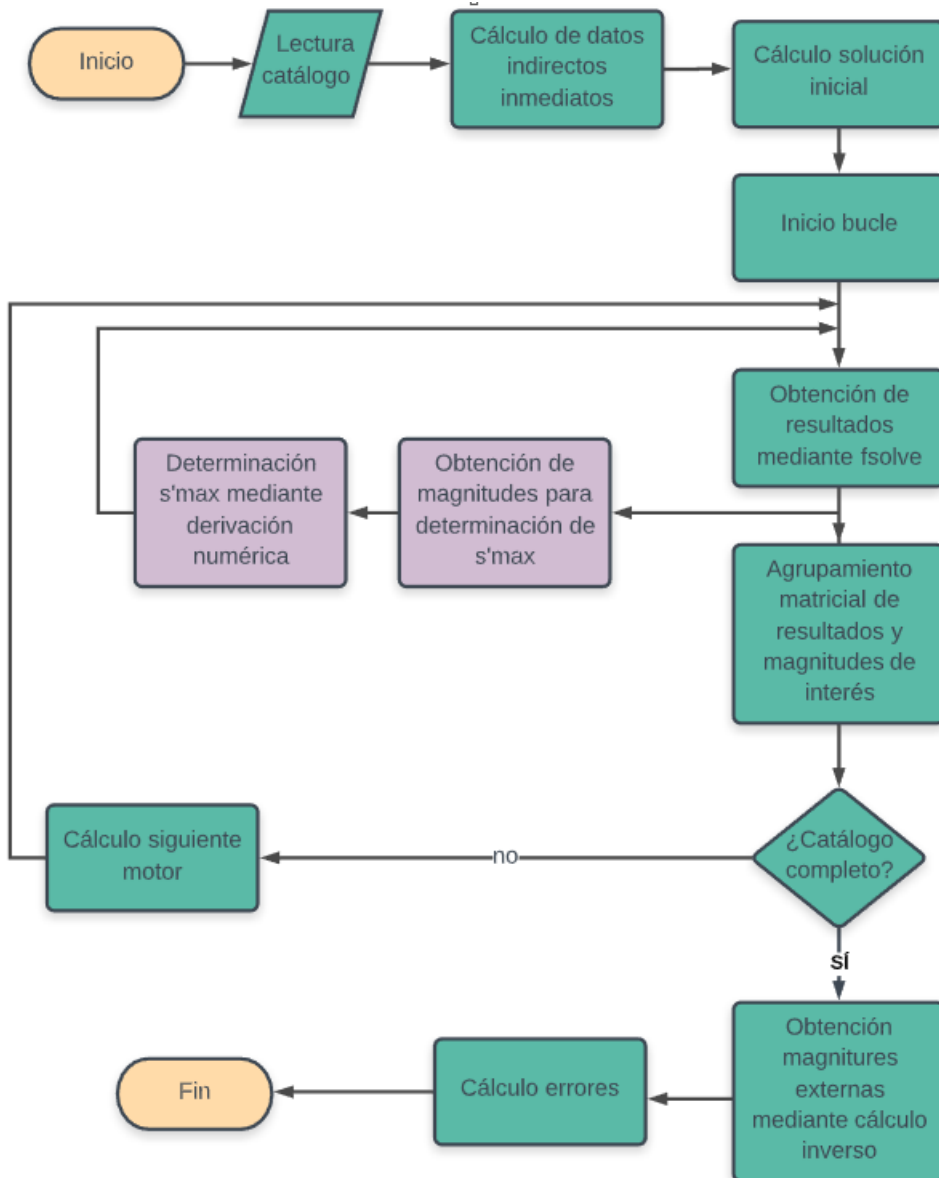 Inicio
Lectura
catálogo
Cálculo de datos
indirectos
inmediatos
Cálculo solución
inicial
Inicio bucle
Obtención de
resultados
mediante fsolve
Determinación
s'max mediante
derivación
numérica
Obtención de
magnitudes para
determinación de
s'max
Agrupamiento
matricial de
resultados y
magnitudes de
interés
¿Catálogo
completo?
no
Cálculo siguiente
motor
SÍ
Obtención
magnitures
externas
mediante cálculo
inverso
Cálculo errores
Fin